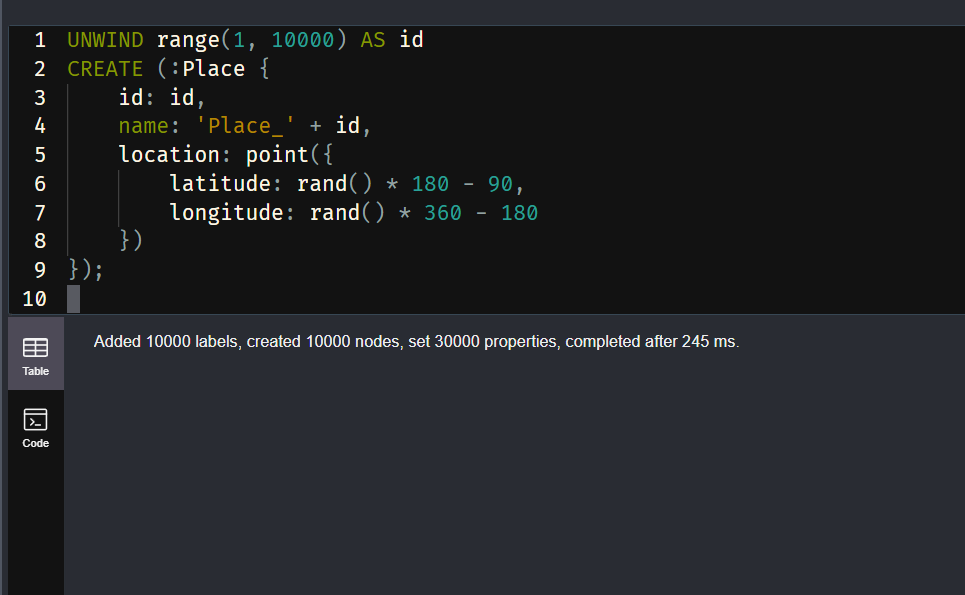 1 UNWIND range(1, 10000) AS id
2 CREATE (:Place {
3 id: id,
4 name: 'Place_' + id,
5 location: point({
6 latitude: rand() * 180 - 90,
7 longitude: rand() * 360 - 180
8 })
9 });
10
Added 10000 labels, created 10000 nodes, set 30000 properties, completed after 245 ms.
Table
Code